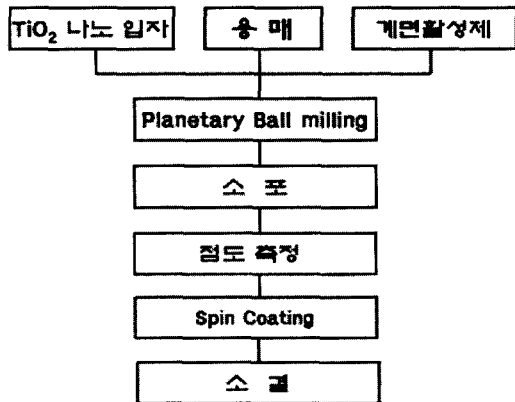 TiO₂ 나노 입자
용 매
계면활성제
Planetary Ball milling
소 포
점도 측정
Spin Coating
소 결